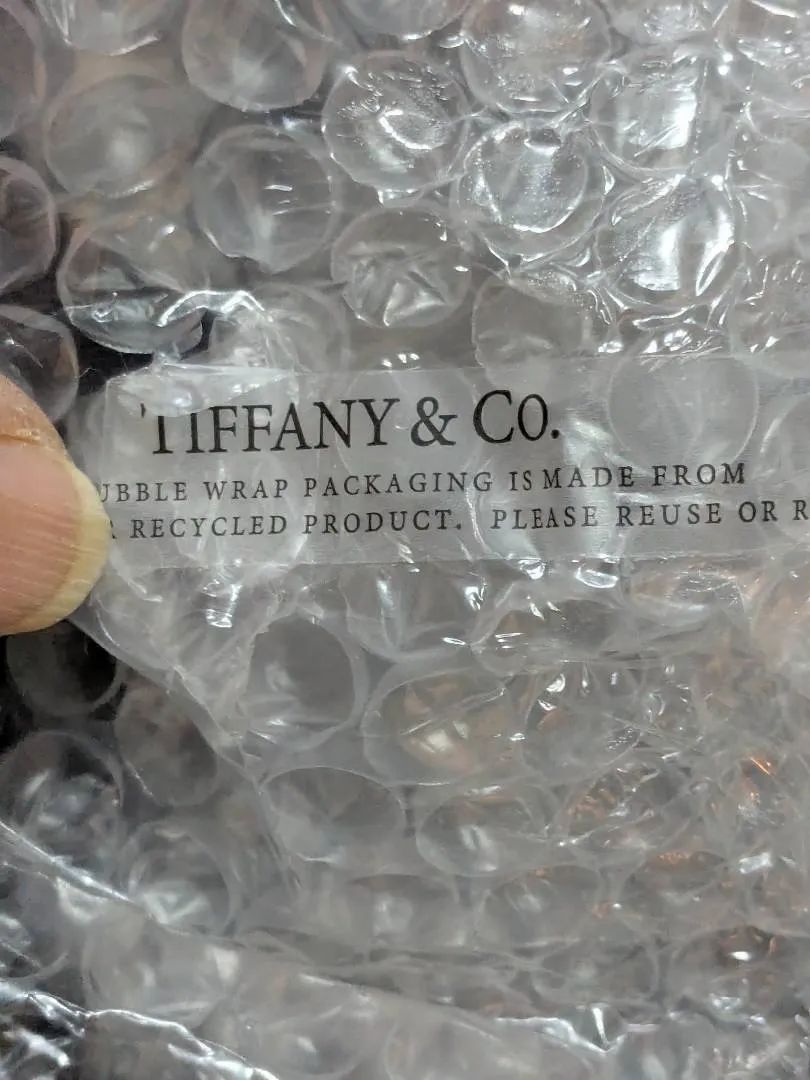 TIFFANY & CO.
UBBLE WRAP PACKAGING IS MADE FROM
RECYCLED PRODUCT. PLEASE REUSE OR R